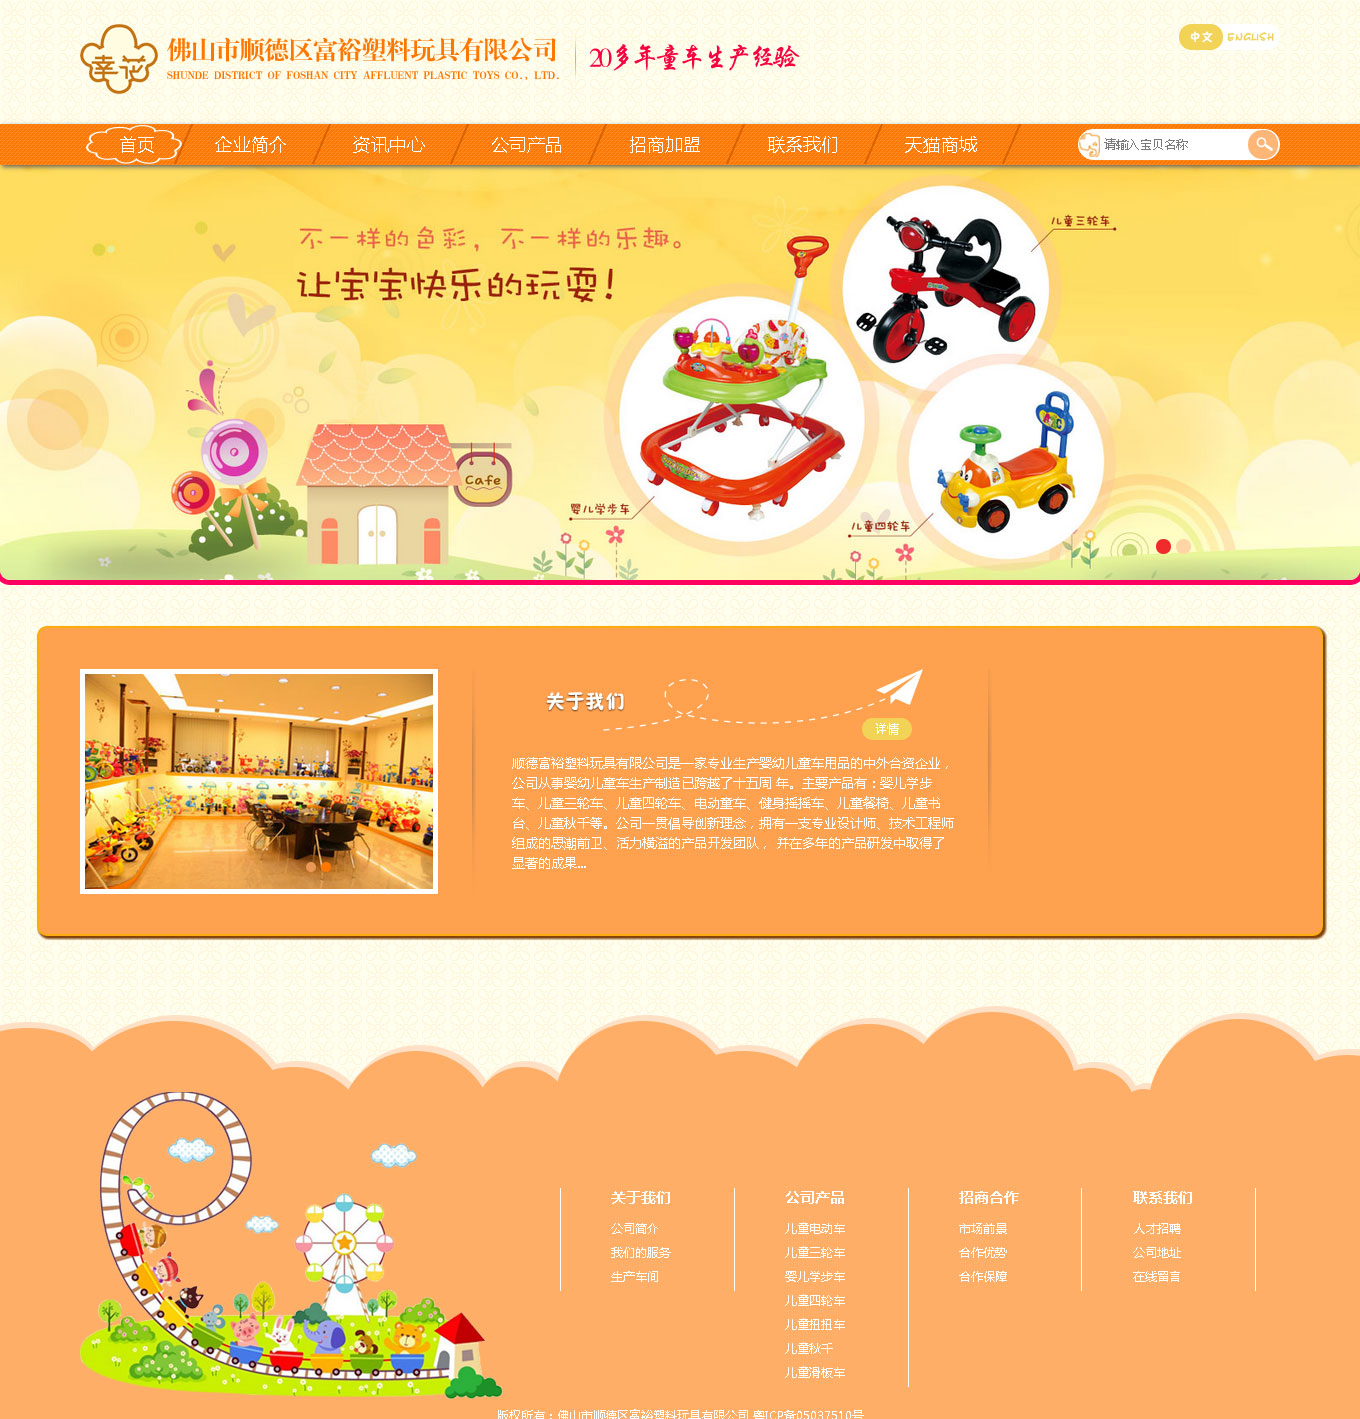 幸芯
佛山市顺德区富裕塑料玩具有限公司
SHUNDE DISTRICT OF FOSHAN CITY AFFLUENT PLASTIC TOYS CO., LTD.
20多年童车生产经验
中文 ENGLISH
首页 企业简介 资讯中心 公司产品 招商加盟 联系我们 天猫商城
请输入宝贝名称
不一样的色彩，不一样的乐趣。
让宝宝快乐的玩耍！
儿童三轮车
Cafe
婴儿学步车
儿童四轮车
关于我们
详情
顺德富裕塑料玩具有限公司是一家专业生产婴幼儿童车用品的中外合资企业，
公司从事婴幼儿童车生产制造已跨越了十五周 年。主要产品有：婴儿学步
车、儿童三轮车、儿童四轮车、电动童车、健身摇摇车、儿童餐椅、儿童书
台、儿童秋千等。公司一贯倡导创新理念，拥有一支专业设计师、技术工程师
组成的思潮前卫、活力横溢的产品开发团队， 并在多年的产品研发中取得了
显著的成果...
关于我们
公司简介
我们的服务
生产车间
公司产品
儿童电动车
儿童三轮车
婴儿学步车
儿童四轮车
儿童扭扭车
儿童秋千
儿童滑板车
招商合作
市场前景
合作优势
合作保障
联系我们
人才招聘
公司地址
在线留言
版权所有：佛山市顺德区富裕塑料玩具有限公司 粤ICP备05037510号